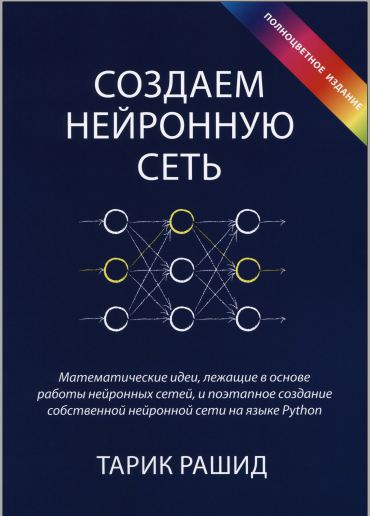 ПОЛНОЦВЕТНОЕ ИЗДАНИЕ
СОЗДАЕМ
НЕЙРОННУЮ
СЕТЬ
Математические идеи, лежащие в основе
работы нейронных сетей, и поэтапное создание
собственной нейронной сети на языке Python
ТАРИК РАШИД